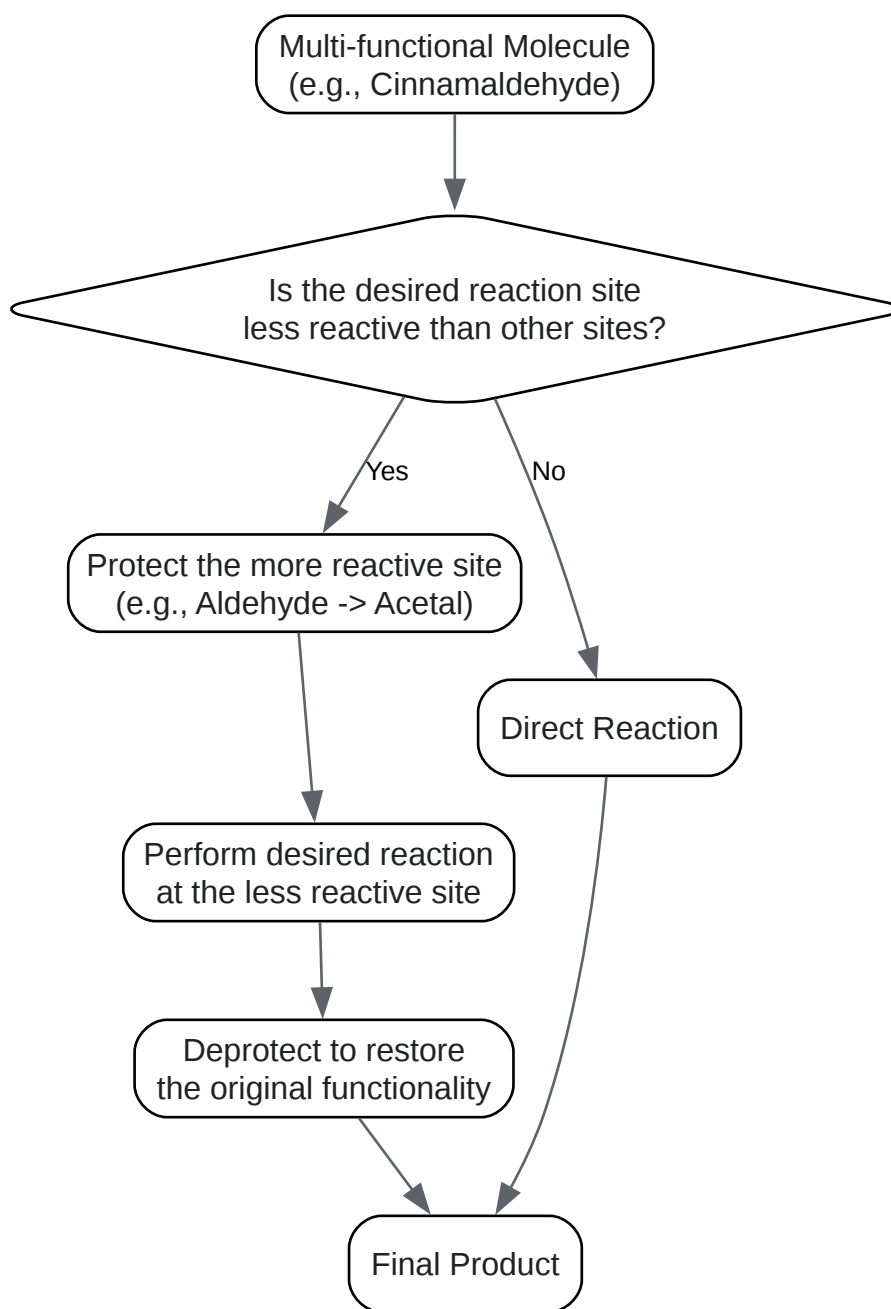 Multi-functional Molecule
(e.g., Cinnamaldehyde)
Is the desired reaction site
less reactive than other sites?
Yes
No
Protect the more reactive site
(e.g., Aldehyde -> Acetal)
Direct Reaction
Perform desired reaction
at the less reactive site
Deprotect to restore
the original functionality
Final Product